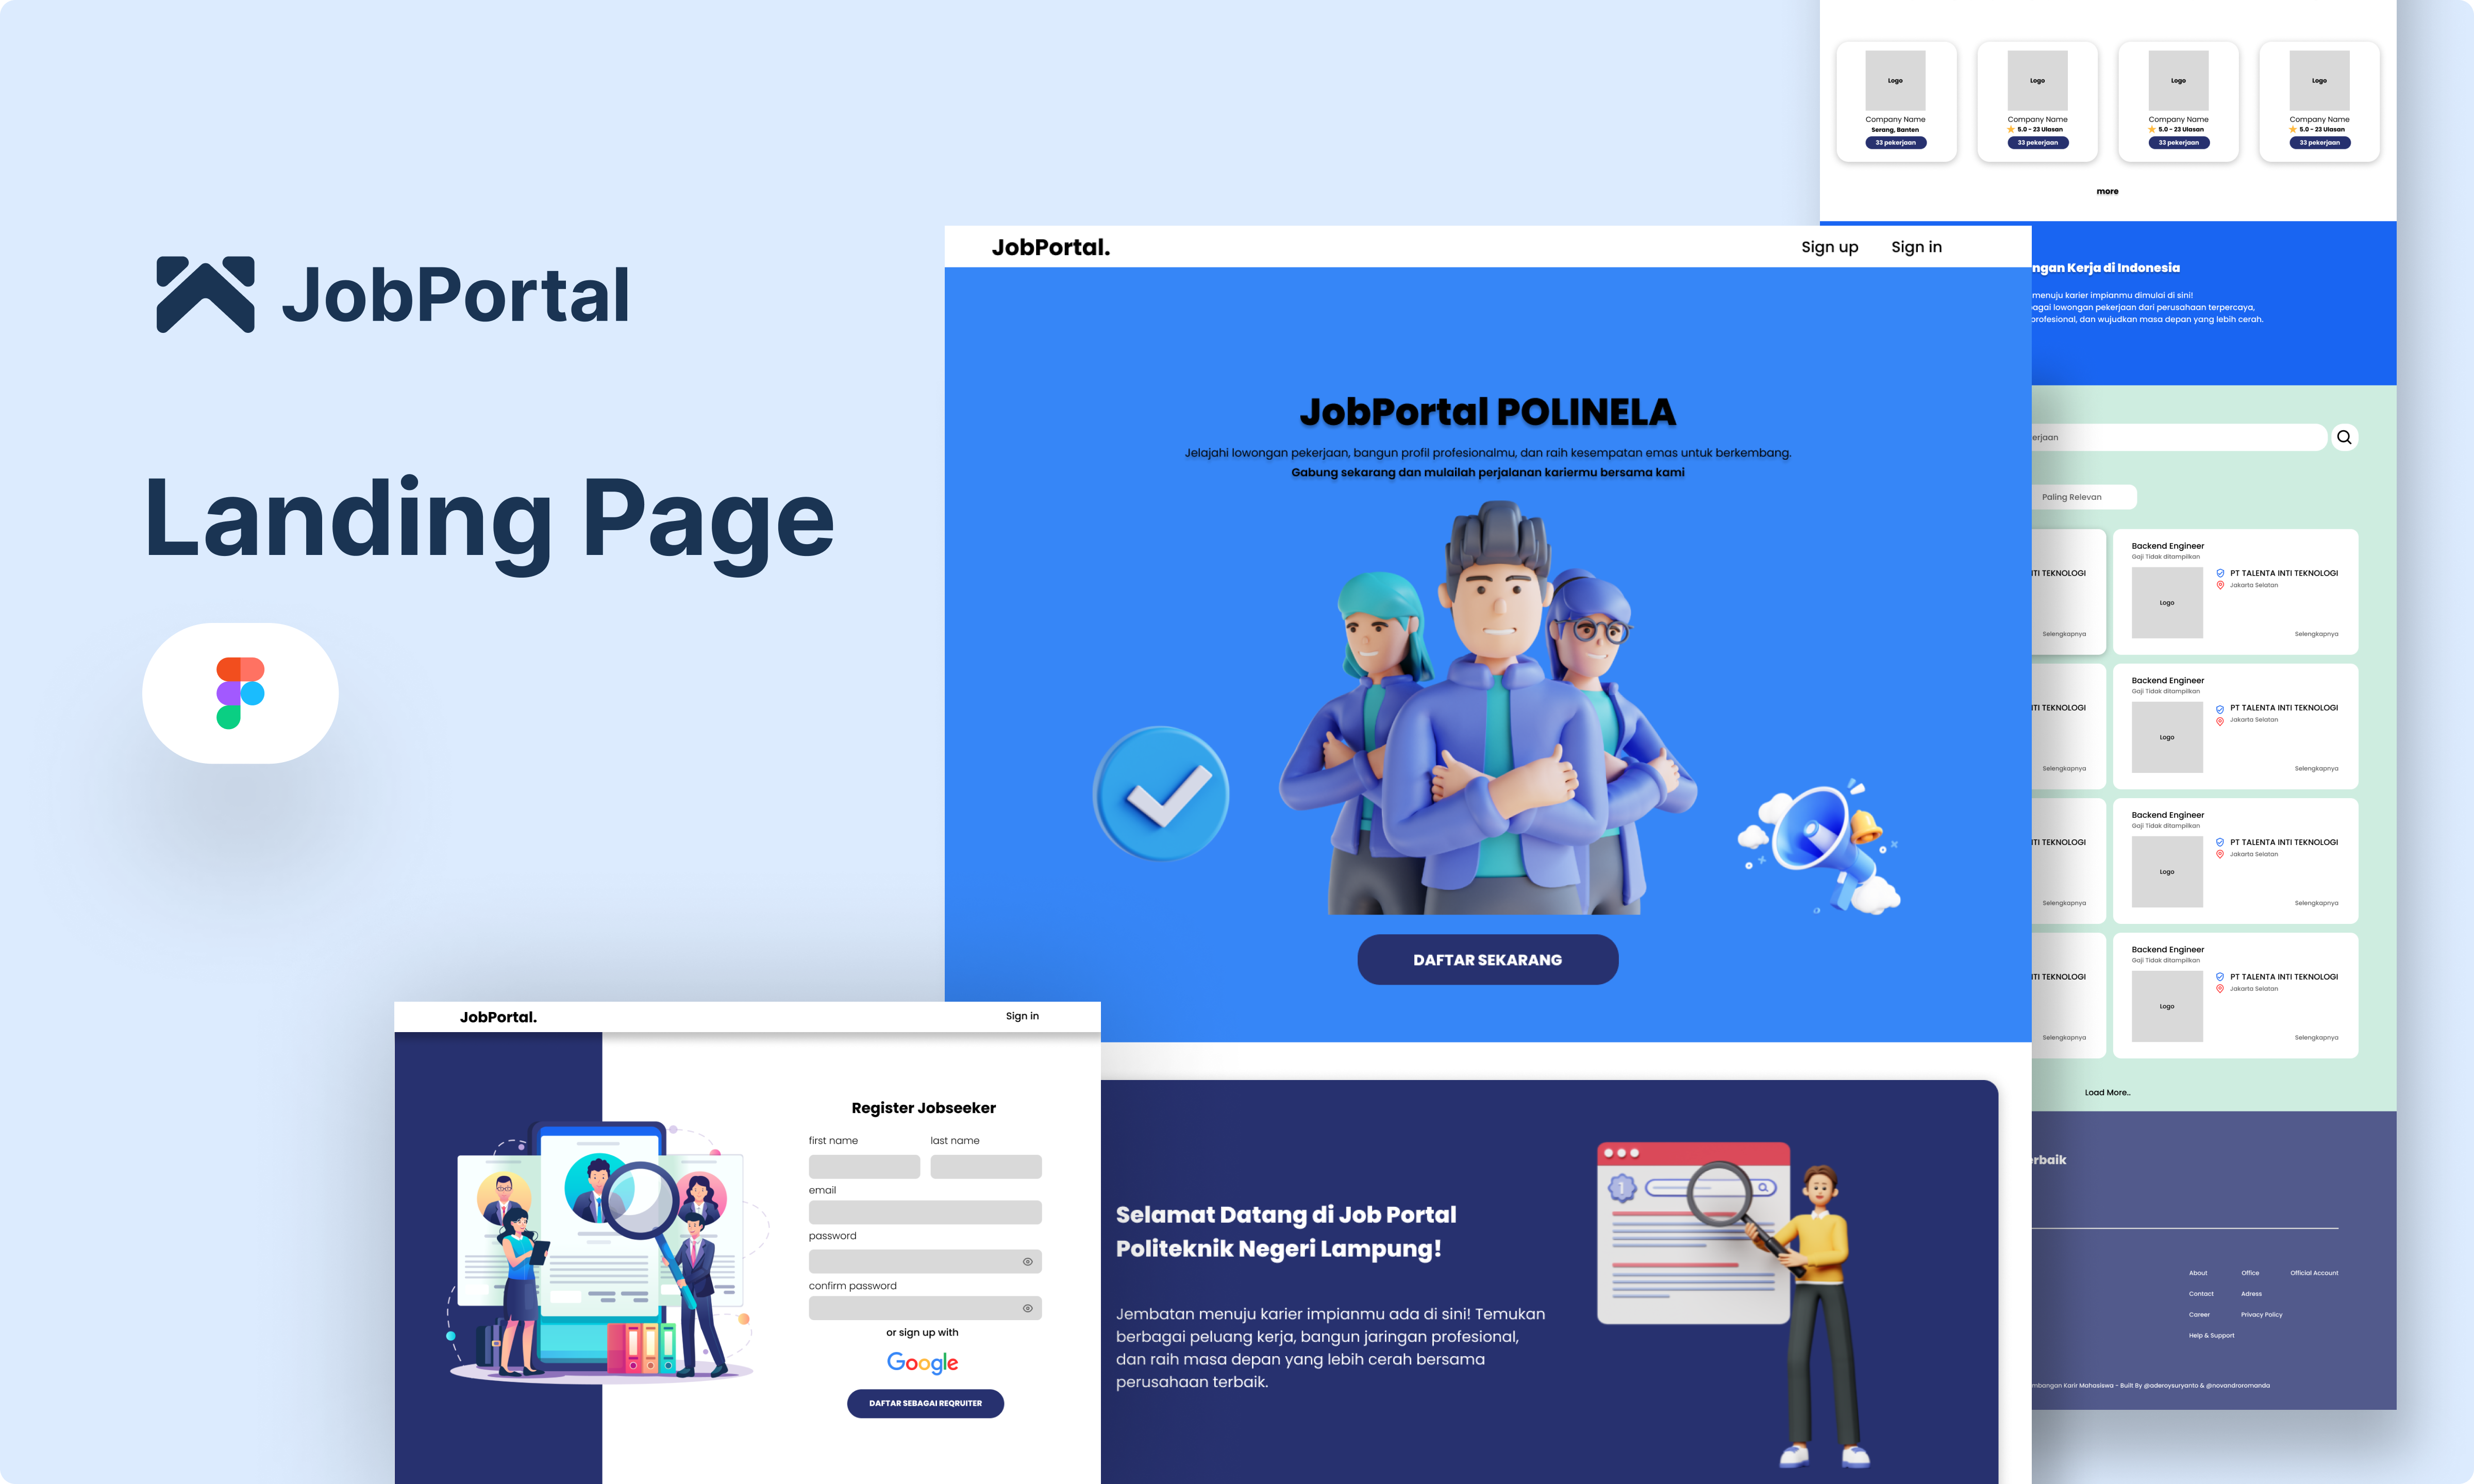 JobPortal
Landing Page
JobPortal.
Sign up
Sign in
JobPortal POLINELA
Jelajahi lowongan pekerjaan, bangun profil profesionalmu, dan raih kesempatan emas untuk berkembang.
Gabung sekarang dan mulailah perjalanan kariermu bersama kami
DAFTAR SEKARANG
Selamat Datang di Job Portal
Politeknik Negeri Lampung!
Jembatan menuju karier impianmu ada di sini! Temukan
berbagai peluang kerja, bangun jaringan profesional,
dan raih masa depan yang lebih cerah bersama
perusahaan terbaik.
1
JobPortal.
Sign in
Register Jobseeker
first name
last name
email
password
confirm password
or sign up with
Google
DAFTAR SEBAGAI REQRUITER
Logo
Company Name
Serang, Banten
33 pekerjaan
Logo
Company Name
5.0 - 23 Ulasan
33 pekerjaan
Logo
Company Name
5.0 - 23 Ulasan
33 pekerjaan
Logo
Company Name
5.0 - 23 Ulasan
33 pekerjaan
more
ngan Kerja di Indonesia
menuju karier impianmu dimulai di sini!
agai lowongan pekerjaan dari perusahaan terpercaya,
rofesional, dan wujudkan masa depan yang lebih cerah.
erjaan
Paling Relevan
TI TEKNOLOGI
Selengkapnya
Backend Engineer
Gaji Tidak ditampilkan
Logo
PT TALENTA INTI TEKNOLOGI
Jakarta Selatan
Selengkapnya
TI TEKNOLOGI
Selengkapnya
Backend Engineer
Gaji Tidak ditampilkan
Logo
PT TALENTA INTI TEKNOLOGI
Jakarta Selatan
Selengkapnya
TI TEKNOLOGI
Selengkapnya
Backend Engineer
Gaji Tidak ditampilkan
Logo
PT TALENTA INTI TEKNOLOGI
Jakarta Selatan
Selengkapnya
TI TEKNOLOGI
Selengkapnya
Backend Engineer
Gaji Tidak ditampilkan
Logo
PT TALENTA INTI TEKNOLOGI
Jakarta Selatan
Selengkapnya
Load More..
erbaik
About
Office
Official Account
Contact
Adress
Career
Privacy Policy
Help & Support
mbangan Karir Mahasiswa - Built By @aderoysuryanto & @novandroromanda